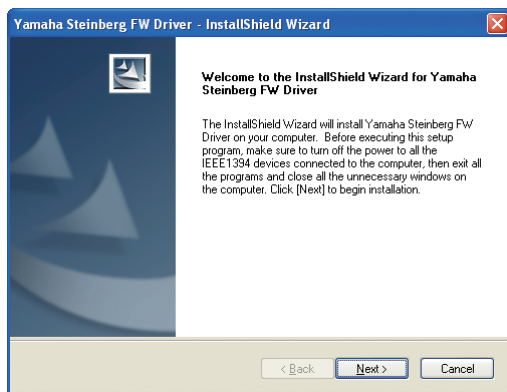 Yamaha Steinberg FW Driver - InstallShield Wizard
Welcome to the InstallShield Wizard for Yamaha
Steinberg FW Driver
The InstallShield Wizard will install Yamaha Steinberg FW
Driver on your computer. Before executing this setup
program, make sure to turn off the power to all the
IEEE1394 devices connected to the computer, then exit all
the programs and close all the unnecessary windows on
the computer. Click [Next] to begin installation.
< Back
Next >
Cancel